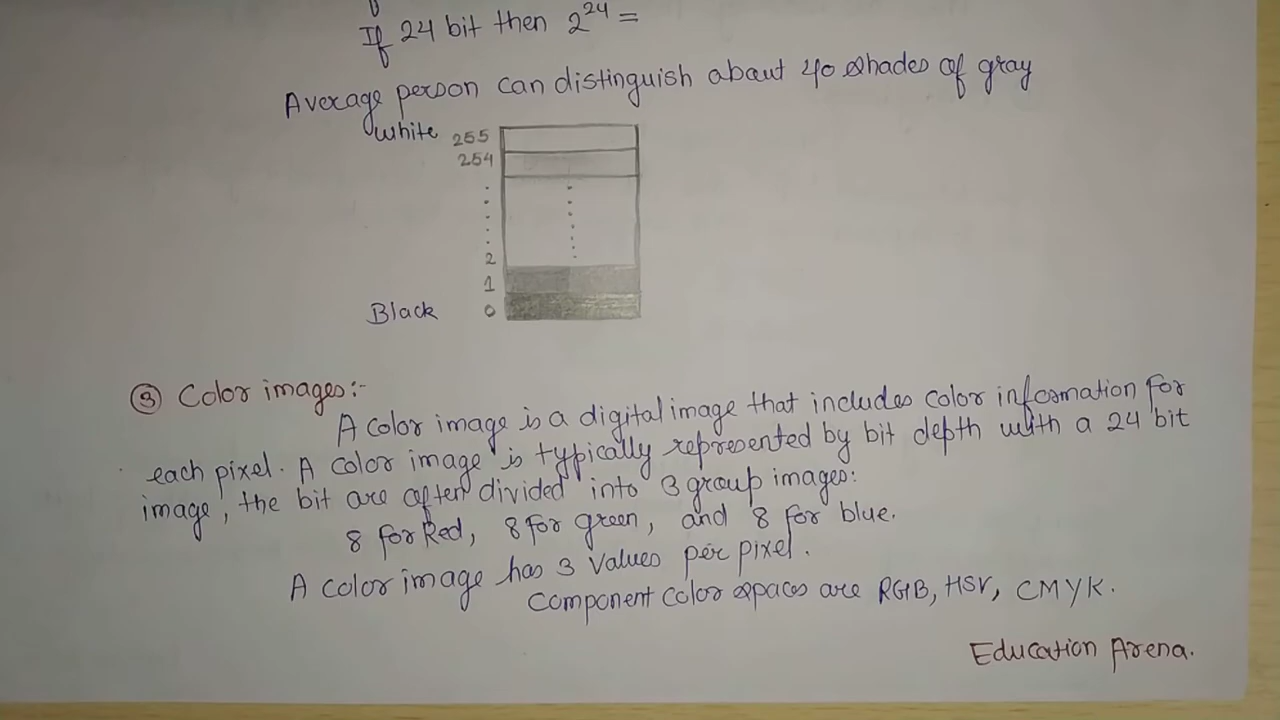 If 24 bit then 2^24 =
Average person can distinguish about 40 shades of gray
white 255
254
2
1
Black 0
③ Color images:-
A color image is a digital image that includes color information for
each pixel. A color image is typically represented by bit depth with a 24 bit
image, the bit are often divided into 3 group images:
8 for Red, 8 for green, and 8 for blue.
A color image has 3 values per pixel.
Component color spaces are RGB, HSV, CMYK.
Education Arena.